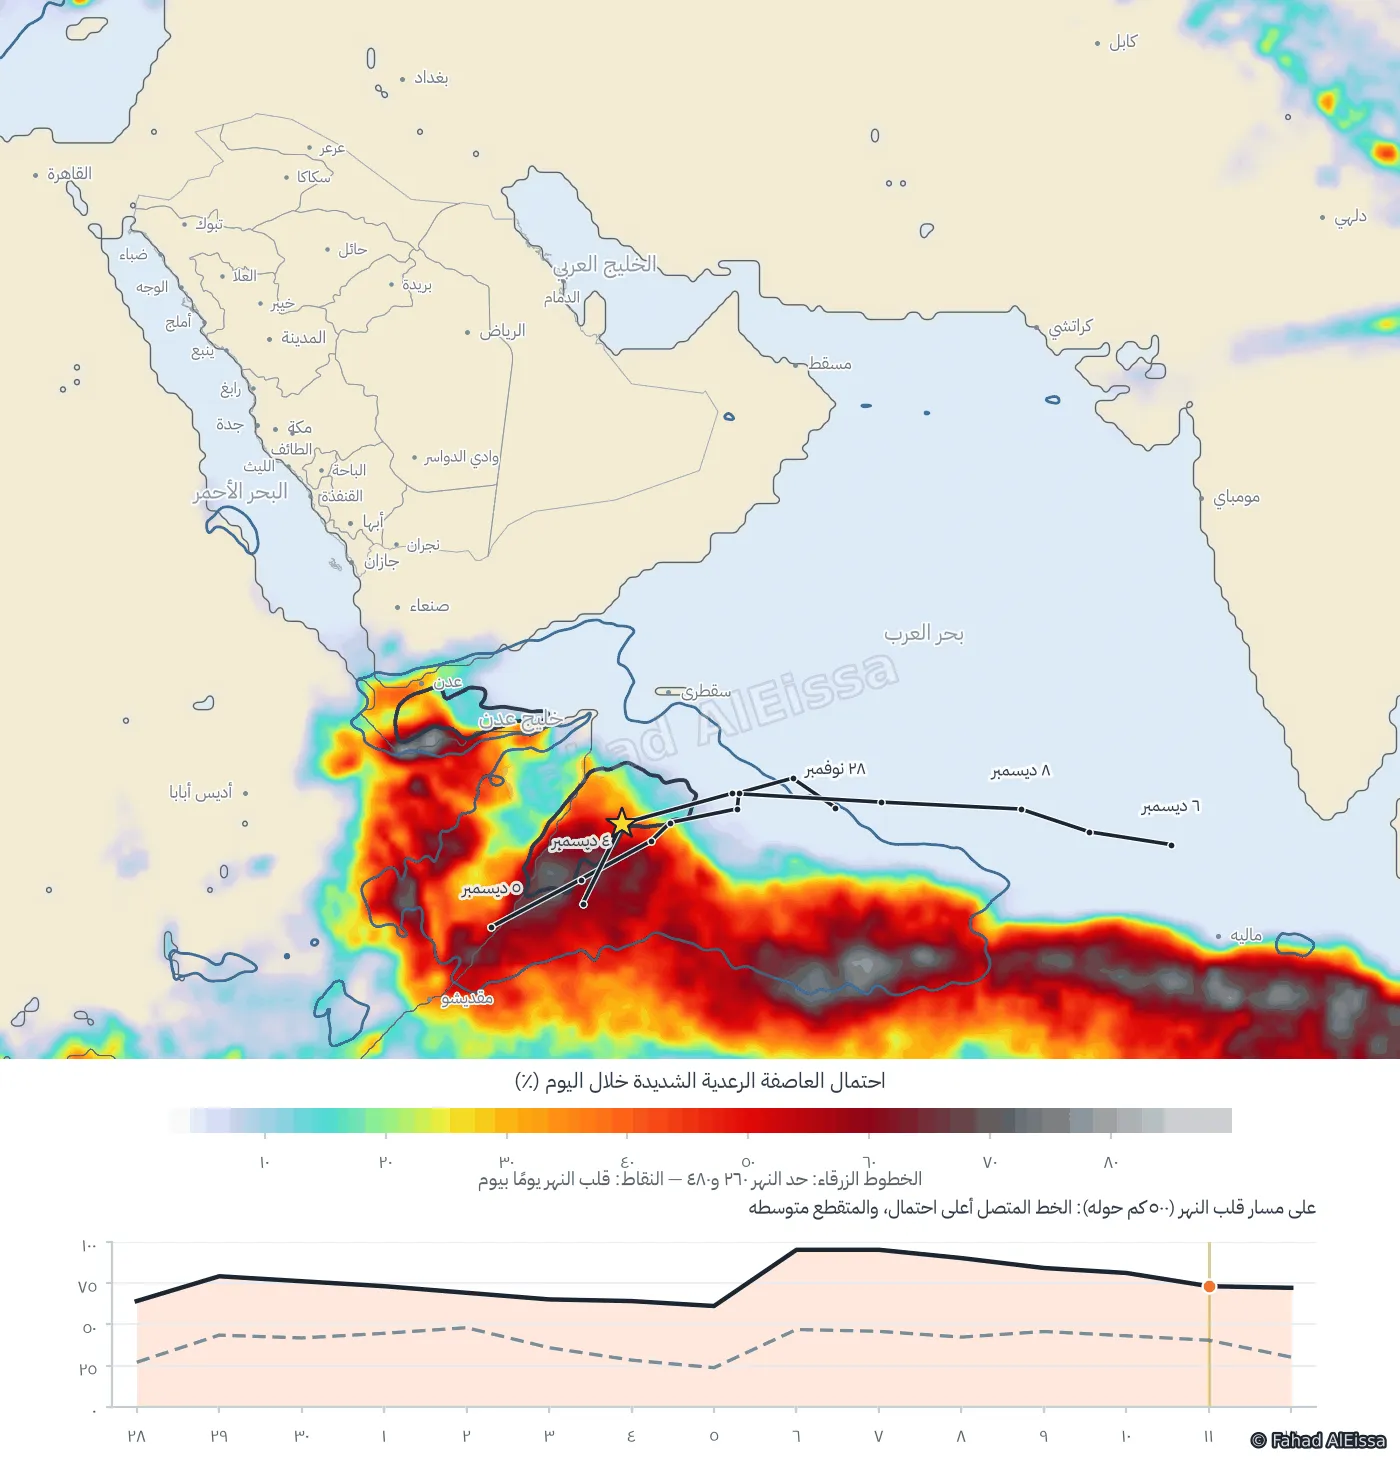 كابل
بغداد
عرعر
القاهرة
سكاكا
دلهي
تبوك
حائل
ضباء
الخليج العربي
العلا
الوجه
بريدة
الدمام
خيبر
أملج
كراتشي
الرياض
المدينة
ينبع
مسقط
رابغ
جدة
مكة
الطائف
وادي الدواسر
الليث
الباحة
البحر الأحمر
القنفذة
مومباي
أبها
نجران
جازان
صنعاء
بحر العرب
عدن
سقطرى
Fahad AlEissa
خليج عدن
٢٨ نوفمبر
٨ ديسمبر
أديس أبابا
٦ ديسمبر
٤ ديسمبر
٥ ديسمبر
ماليه
مقديشو
احتمال العاصفة الرعدية الشديدة خلال اليوم (٪)
١٠ ٢٠ ٣٠ ٤٠ ٥٠ ٦٠ ٧٠ ٨٠
الخطوط الزرقاء: حد النهر ٢٦٠ و٤٨٠ — النقاط: قلب النهر يومًا بيوم
على مسار قلب النهر (٥٠٠ كم حوله): الخط المتصل أعلى احتمال، والمتقطع متوسطه
١٠٠
٧٥
٥٠
٢٥
٠
٢٨ ٢٩ ٣٠ ١ ٢ ٣ ٤ ٥ ٦ ٧ ٨ ٩ ١٠ ١١
© Fahad AlEissa